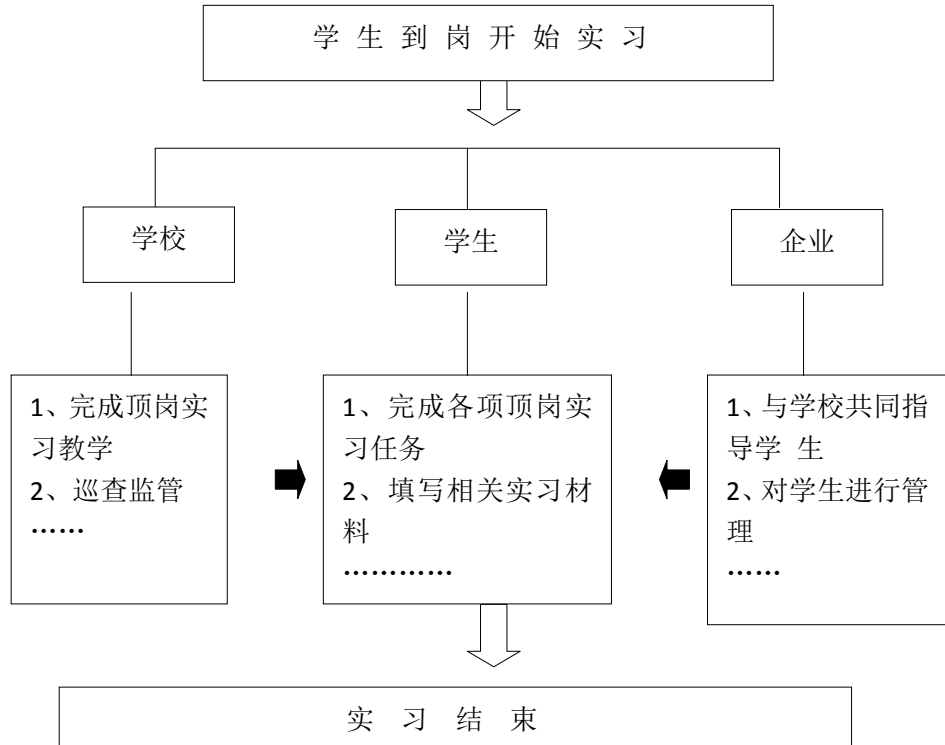 学生到岗开始实习
学校
学生
企业
1、完成顶岗实
习教学
2、巡查监管
……
1、完成各项顶岗实
习任务
2、填写相关实习材
料
…………
1、与学校共同指
导学 生
2、对学生进行管
理
……
实习结束